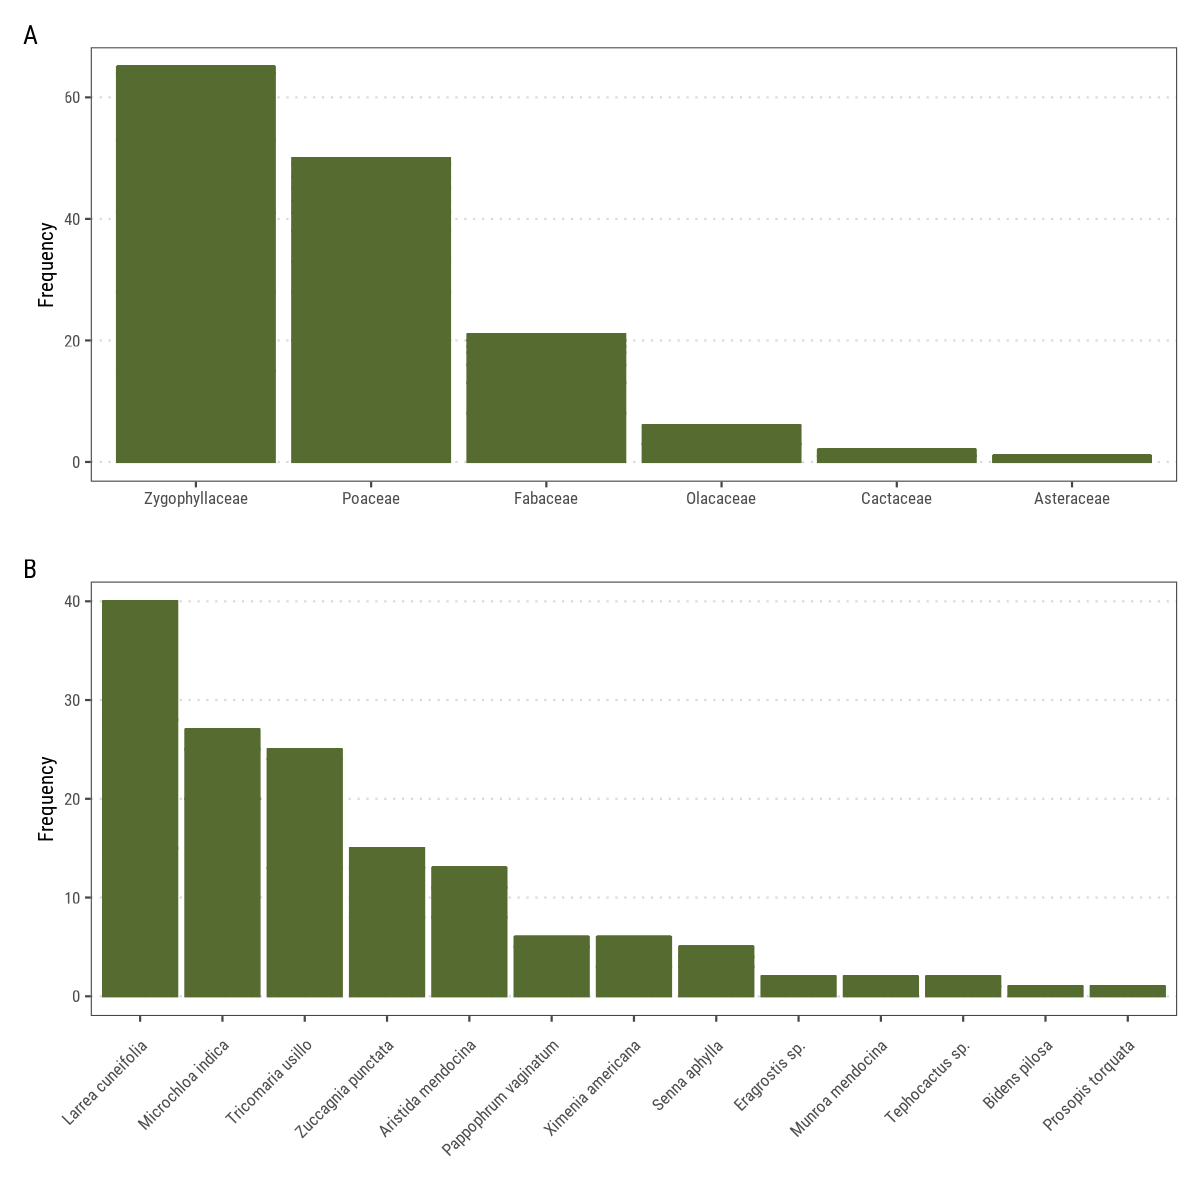 A
Frequency
60
40
20
0
Zygophyllaceae Poaceae Fabaceae Olacaceae Cactaceae Asteraceae
B
Frequency
40
30
20
10
0
Larrea cuneifolia
Microchloa indica
Tricomaria usillo
Zuccagnia punctata
Aristida mendocina
Pappophrum vaginatum
Ximenia americana
Senna aphylla
Eragrostis sp.
Munroa mendocina
Tephocactus sp.
Bidens pilosa
Prosopis torquata